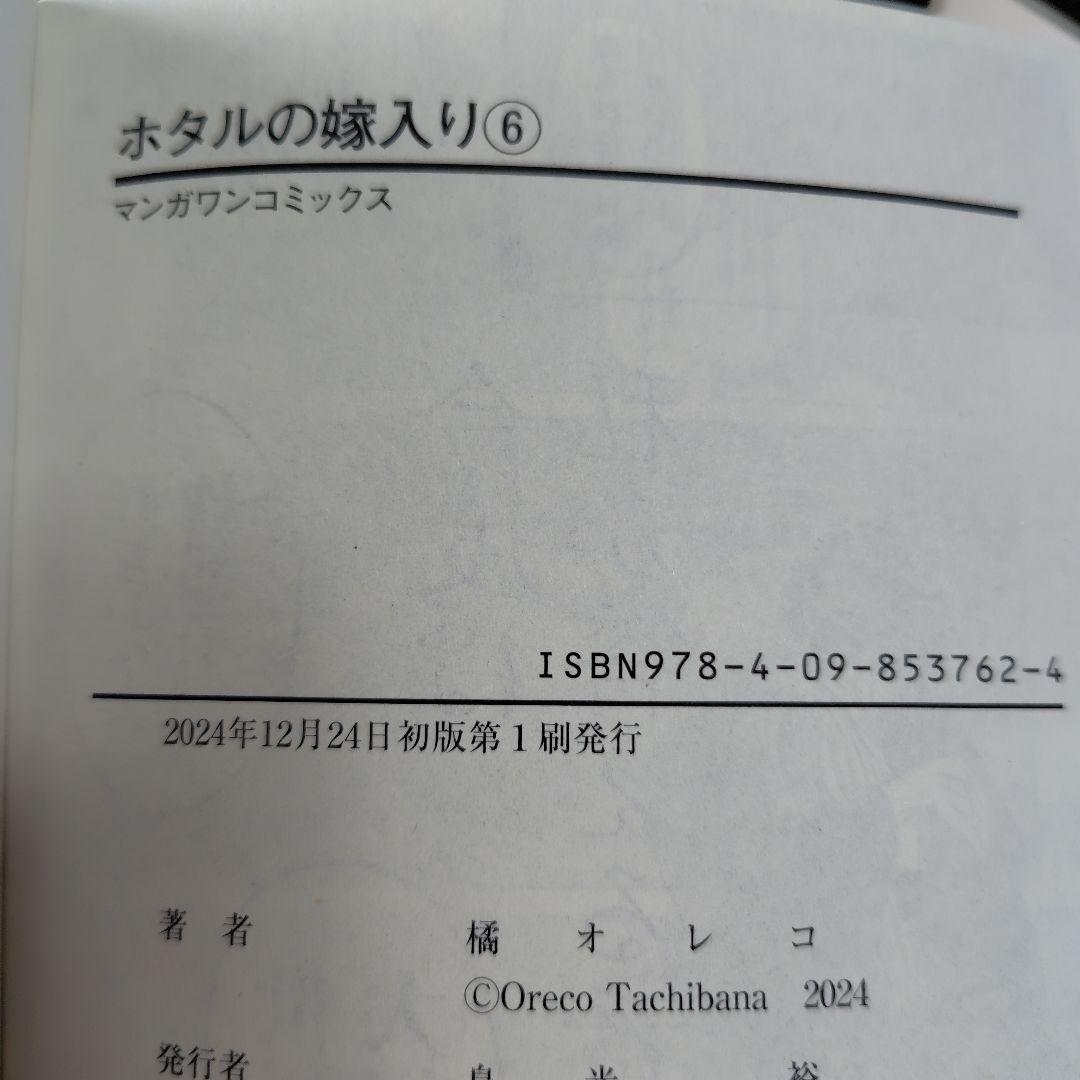 ホタルの嫁入り⑥
マンガワンコミックス
ISBN978-4-09-853762-4
2024年12月24日初版第1刷発行
著 者 橘 オ レ コ
©Oreco Tachibana 2024
発行者